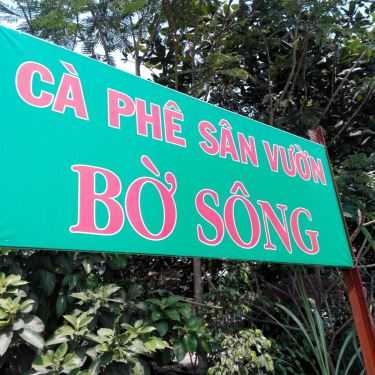 CÀ PHÊ SÂN VƯỜN
BỜ SÔNG